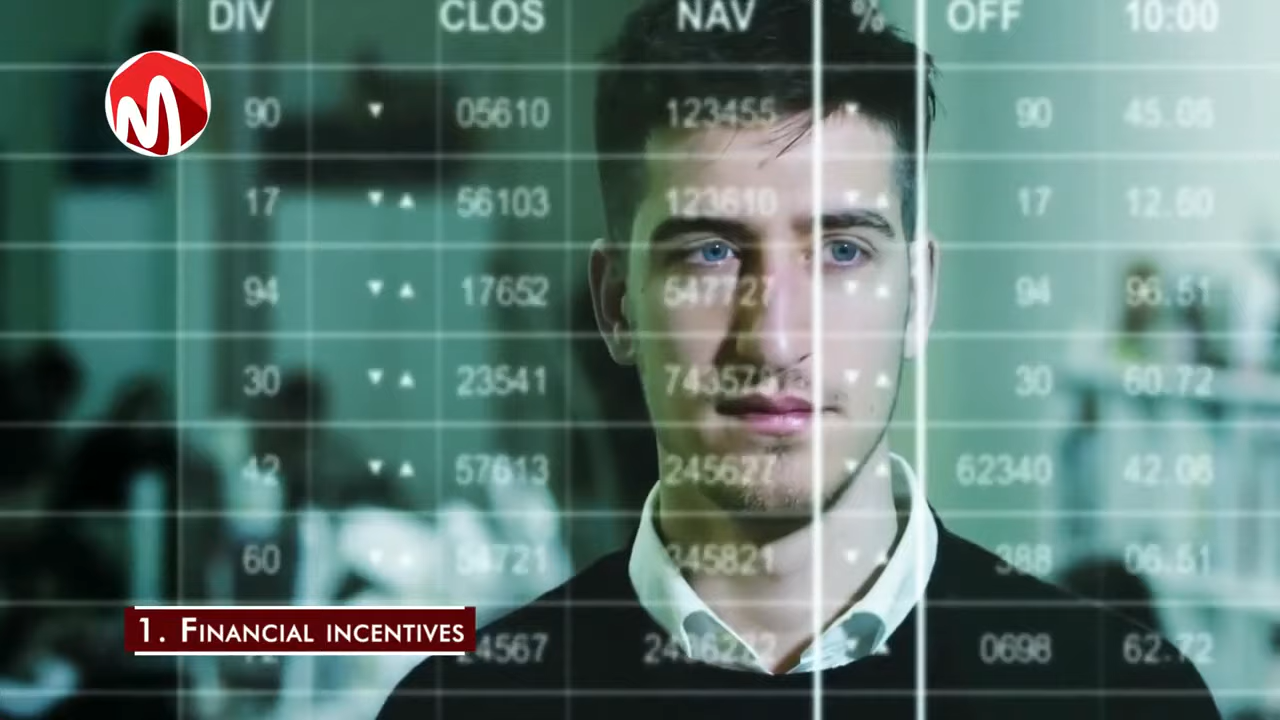 DIV CLOS NAV % OFF 10:00
M
90 ▼ 05610 123455 ▼ 90 45.06
17 ▼ ▲ 56103 123610 ▼ ▲ 17 12.60
94 ▼ ▲ 17652 547727 ▼ ▲ 94 96.51
30 ▼ ▲ 23541 ▼ ▲ 30 60.72
42 ▼ ▲ 57613 245627 ▼ ▲ 62340 42.06
60 ▼ ▲ 345821 ▼ ▲ 388 06.51
1. Financial incentives
24567 ▼ ▲ 0698 62.72